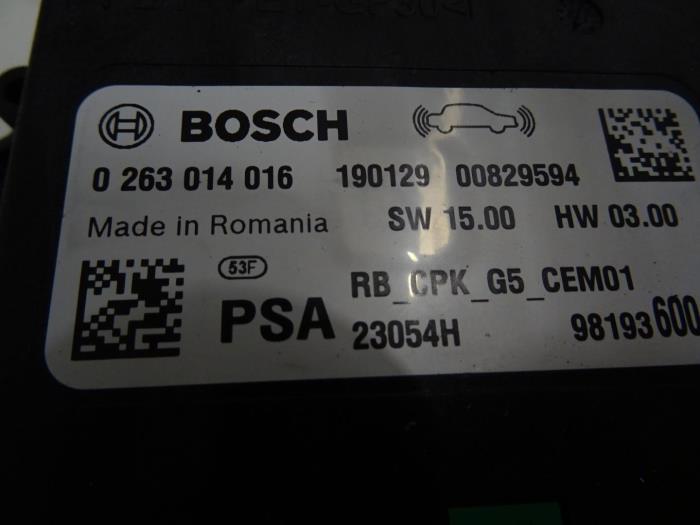 BOSCH
0 263 014 016 190129 00829594
Made in Romania SW 15.00 HW 03.00
53F RB_CPK_G5_CEM01
PSA 23054H 98193600